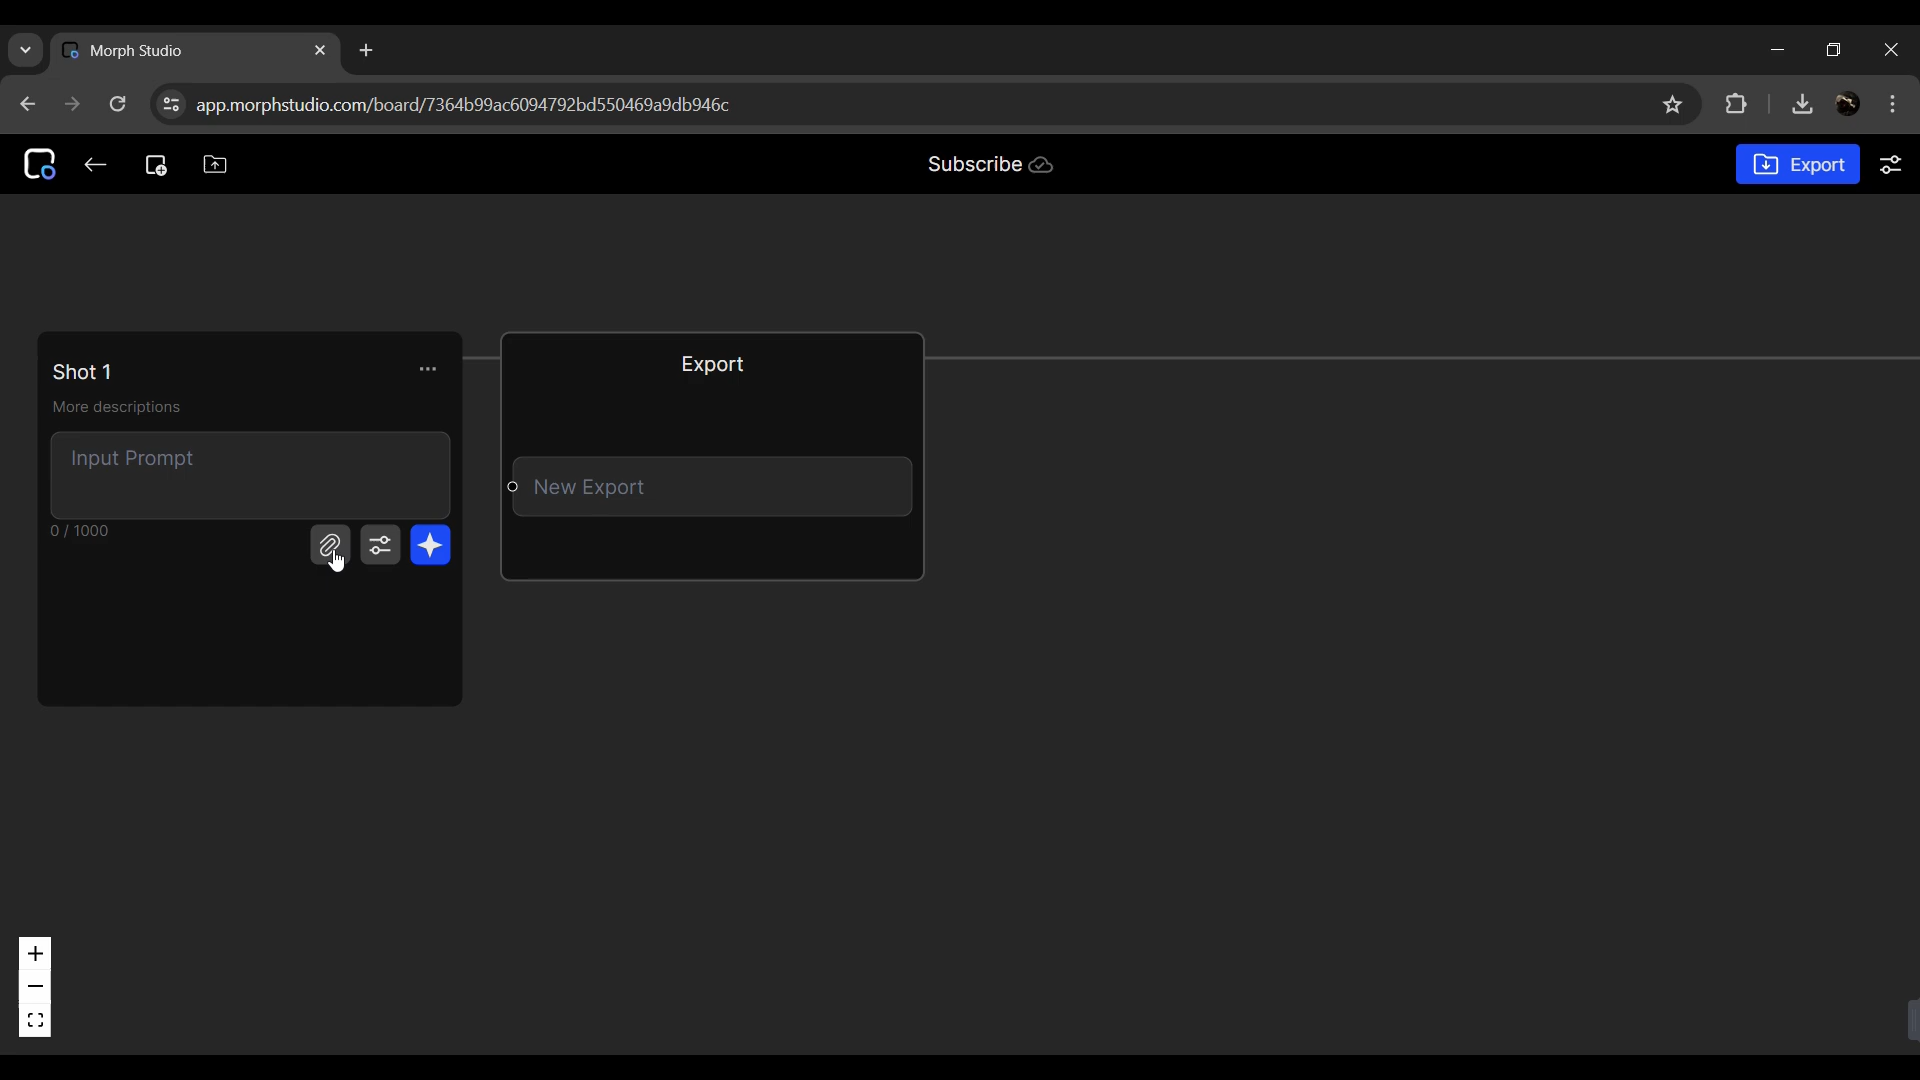 Morph Studio
app.morphstudio.com/board/7364b99ac6094792bd550469a9db946c
Subscribe
Export
Shot 1
More descriptions
Input Prompt
0 / 1000
Export
New Export